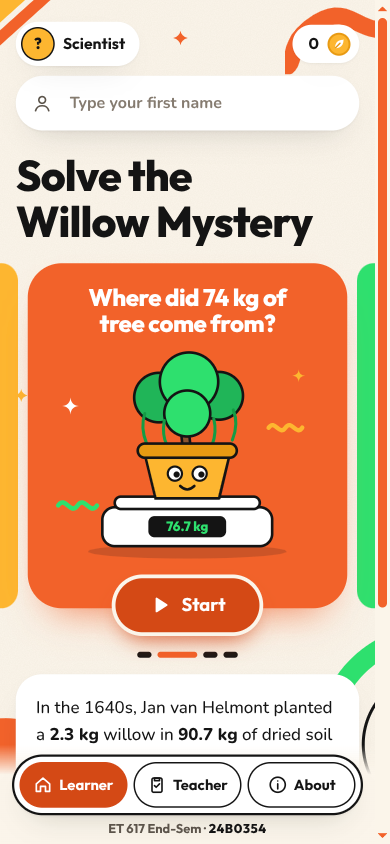 ? Scientist
0
Type your first name
Solve the
Willow Mystery
Where did 74 kg of
tree come from?
76.7 kg
Start
In the 1640s, Jan van Helmont planted
a 2.3 kg willow in 90.7 kg of dried soil
Learner Teacher About
ET 617 End-Sem · 24B0354